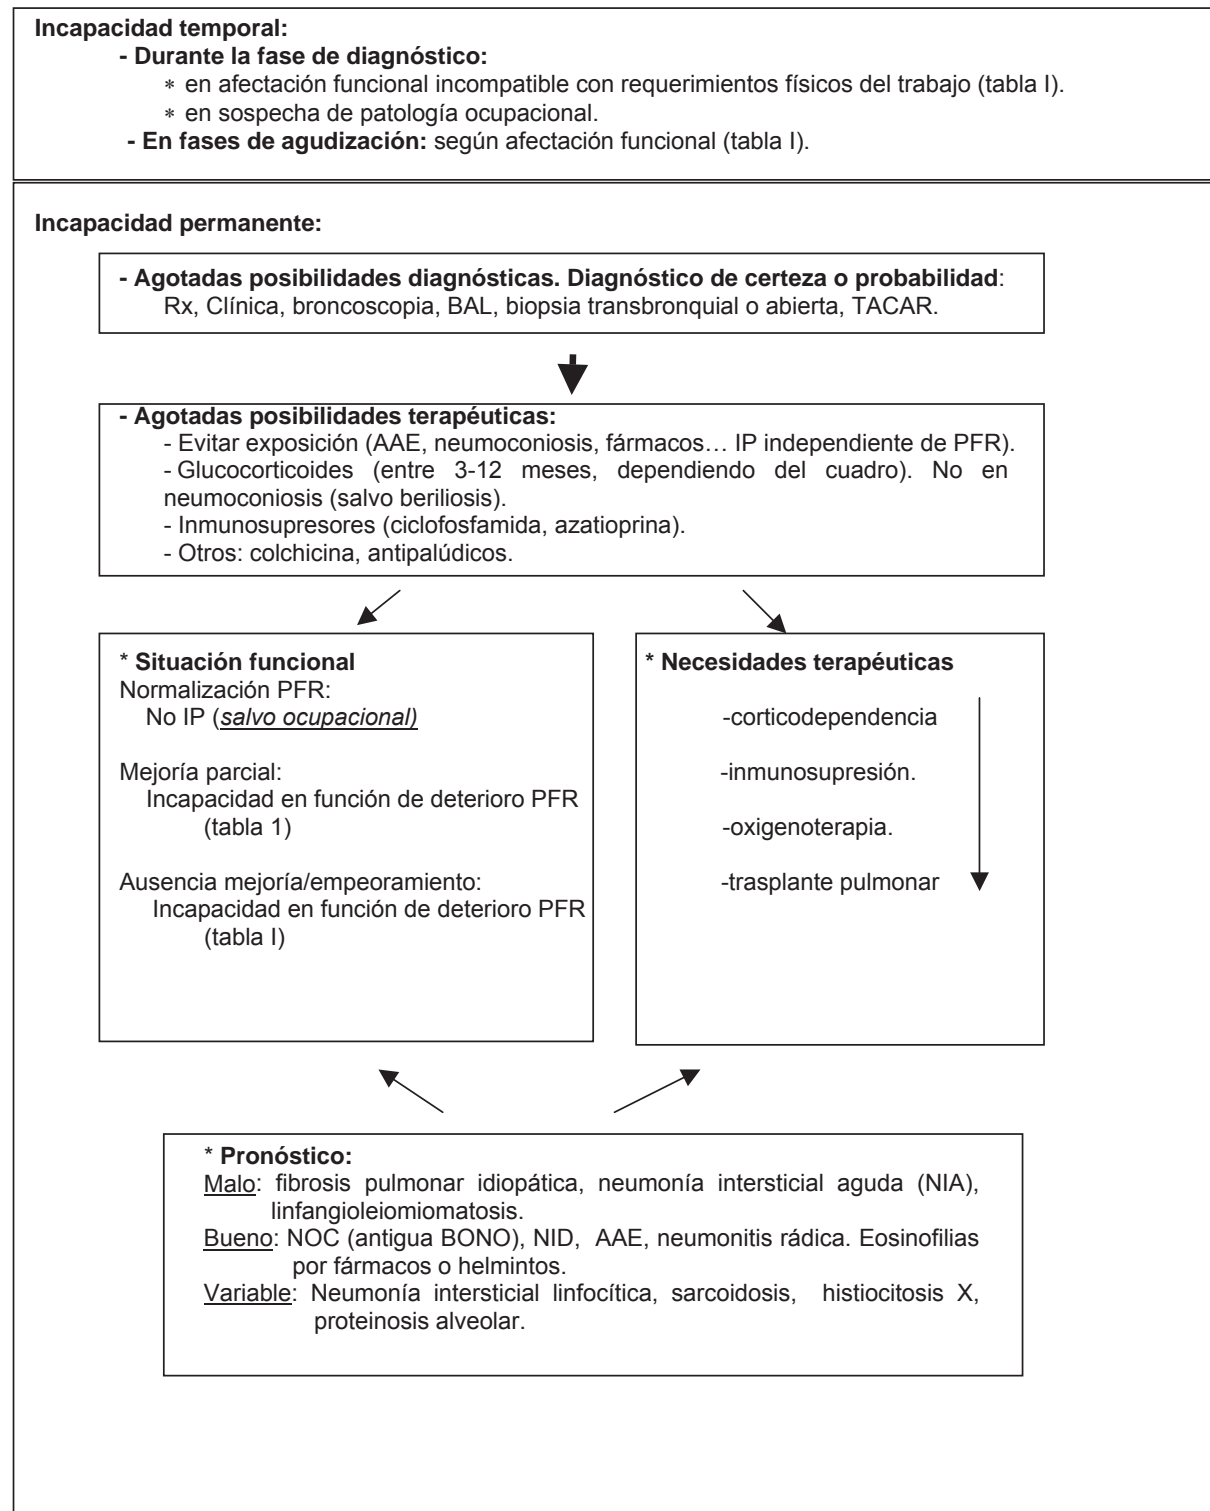 Incapacidad temporal:
- Durante la fase de diagnóstico:
* en afectación funcional incompatible con requerimientos físicos del trabajo (tabla I).
* en sospecha de patología ocupacional.
- En fases de agudización: según afectación funcional (tabla I).
Incapacidad permanente:
- Agotadas posibilidades diagnósticas. Diagnóstico de certeza o probabilidad:
Rx, Clínica, broncoscopia, BAL, biopsia transbronquial o abierta, TACAR.
- Agotadas posibilidades terapéuticas:
- Evitar exposición (AAE, neumoconiosis, fármacos… IP independiente de PFR).
- Glucocorticoides (entre 3-12 meses, dependiendo del cuadro). No en
neumoconiosis (salvo beriliosis).
- Inmunosupresores (ciclofosfamida, azatioprina).
- Otros: colchicina, antipalúdicos.
* Situación funcional
Normalización PFR:
No IP (salvo ocupacional)
Mejoría parcial:
Incapacidad en función de deterioro PFR
(tabla 1)
Ausencia mejoría/empeoramiento:
Incapacidad en función de deterioro PFR
(tabla I)
* Necesidades terapéuticas
-corticodependencia
-inmunosupresión.
-oxigenoterapia.
-trasplante pulmonar
* Pronóstico:
Malo: fibrosis pulmonar idiopática, neumonía intersticial aguda (NIA),
linfangioleiomiomatosis.
Bueno: NOC (antigua BONO), NID, AAE, neumonitis rádica. Eosinofilias
por fármacos o helmintos.
Variable: Neumonía intersticial linfocítica, sarcoidosis, histiocitosis X,
proteinosis alveolar.